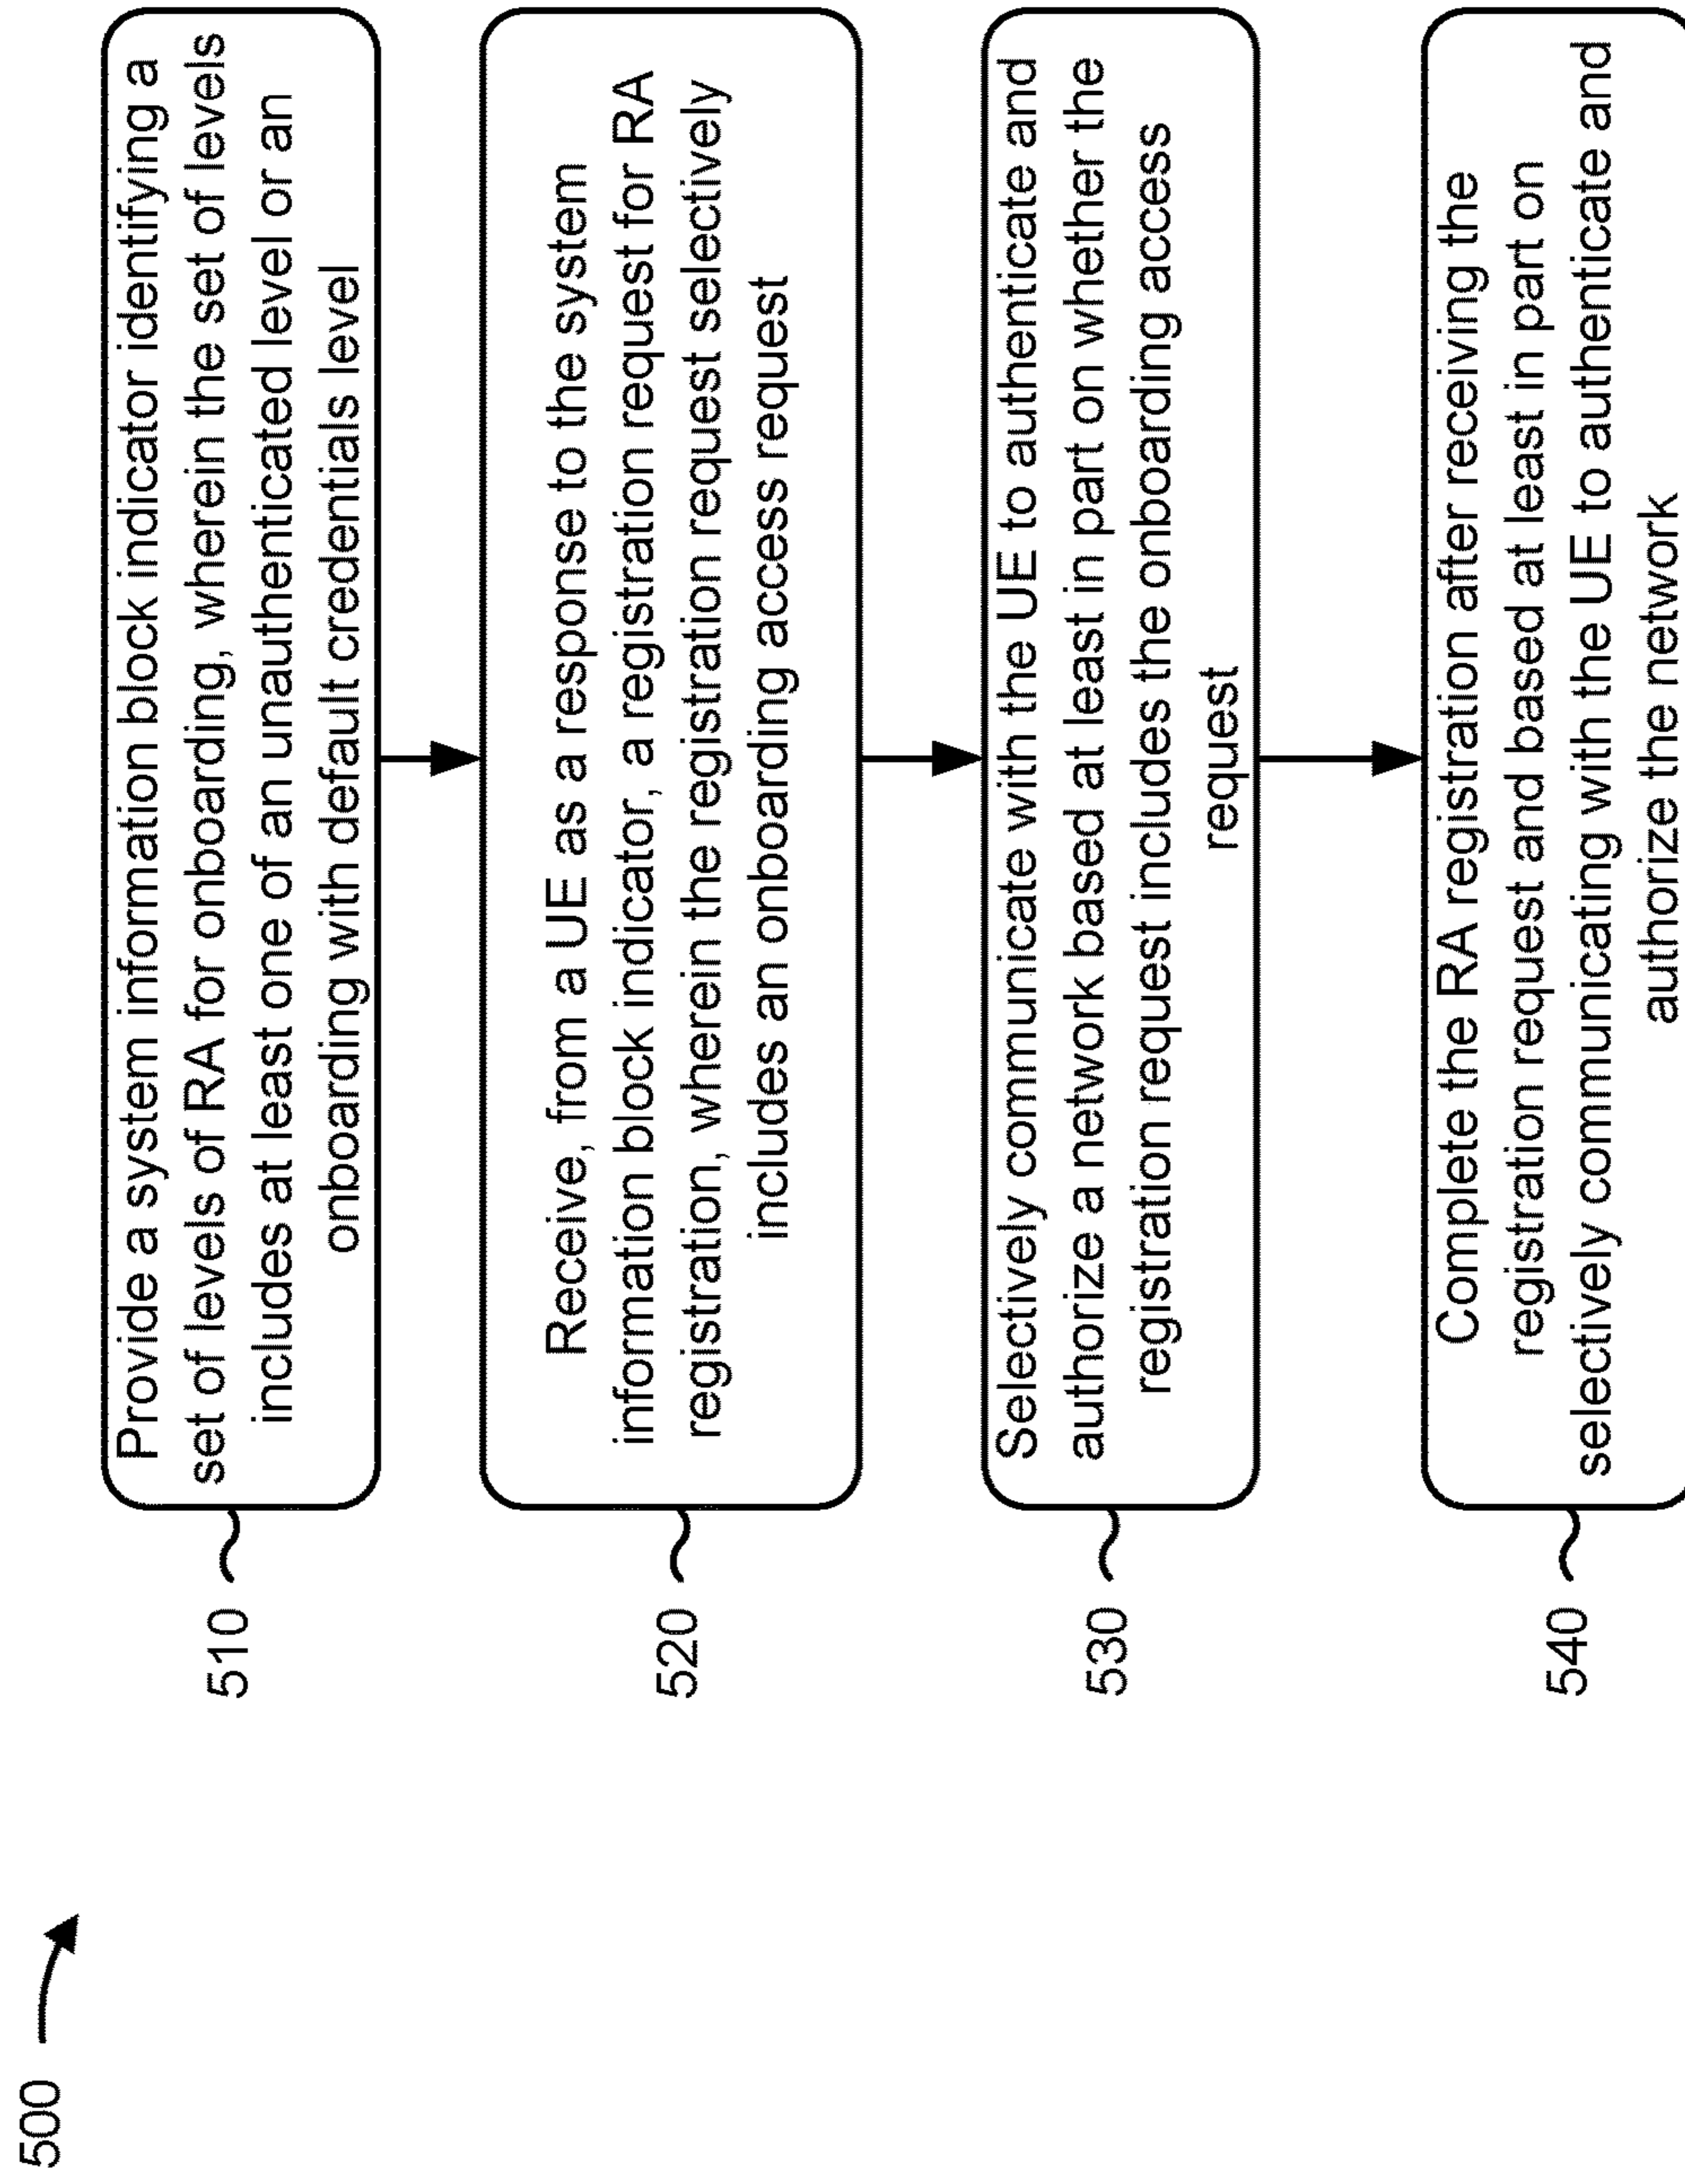 500
510
Provide a system information block indicator identifying a
set of levels of RA for onboarding, wherein the set of levels
includes at least one of an unauthenticated level or an
onboarding with default credentials level
520
Receive, from a UE as a response to the system
information block indicator, a registration request for RA
registration, wherein the registration request selectively
includes an onboarding access request
530
Selectively communicate with the UE to authenticate and
authorize a network based at least in part on whether the
registration request includes the onboarding access
request
540
Complete the RA registration after receiving the
registration request and based at least in part on
selectively communicating with the UE to authenticate and
authorize the network